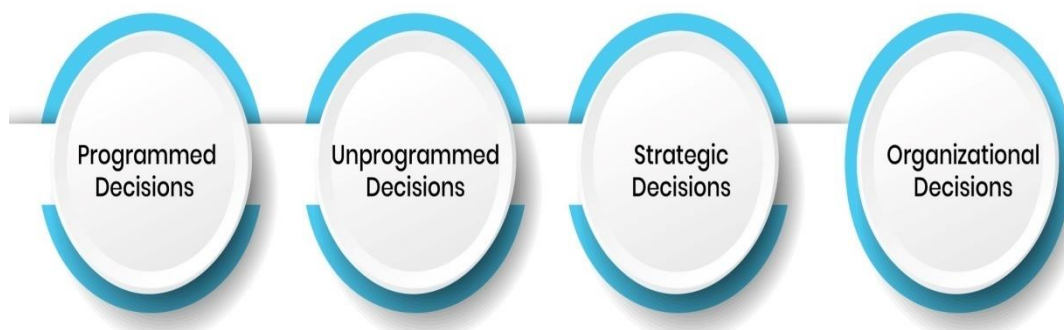 Programmed
Decisions
Unprogrammed
Decisions
Strategic
Decisions
Organizational
Decisions